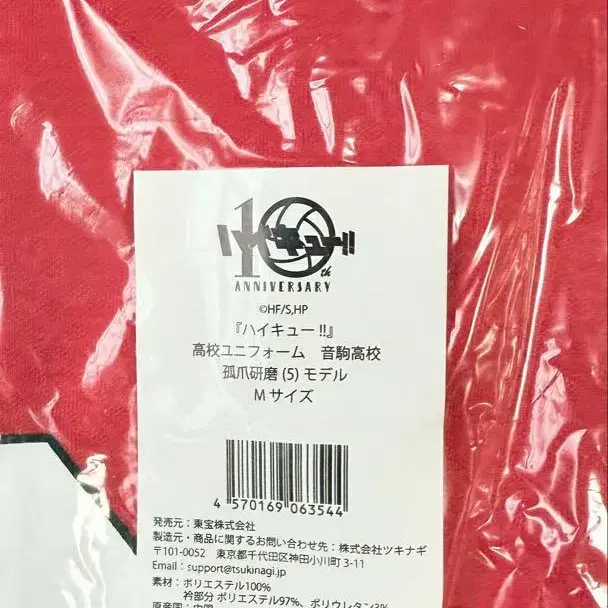 10th
ハイキュー!!
ANNIVERSARY
©HF/S,HP
『ハイキュー!!』
高校ユニフォーム　音駒高校
孤爪研磨 (5) モデル
M サイズ
4 570169 063544
発売元：東宝株式会社
製造元・商品に関するお問い合わせ先：株式会社ツキナギ
〒101-0052　東京都千代田区神田小川町 3-11
Email：support@tsukinagi.com
素材：ポリエステル100%
衿部分 ポリエステル97%、ポリウレタン3%
原産国：中国